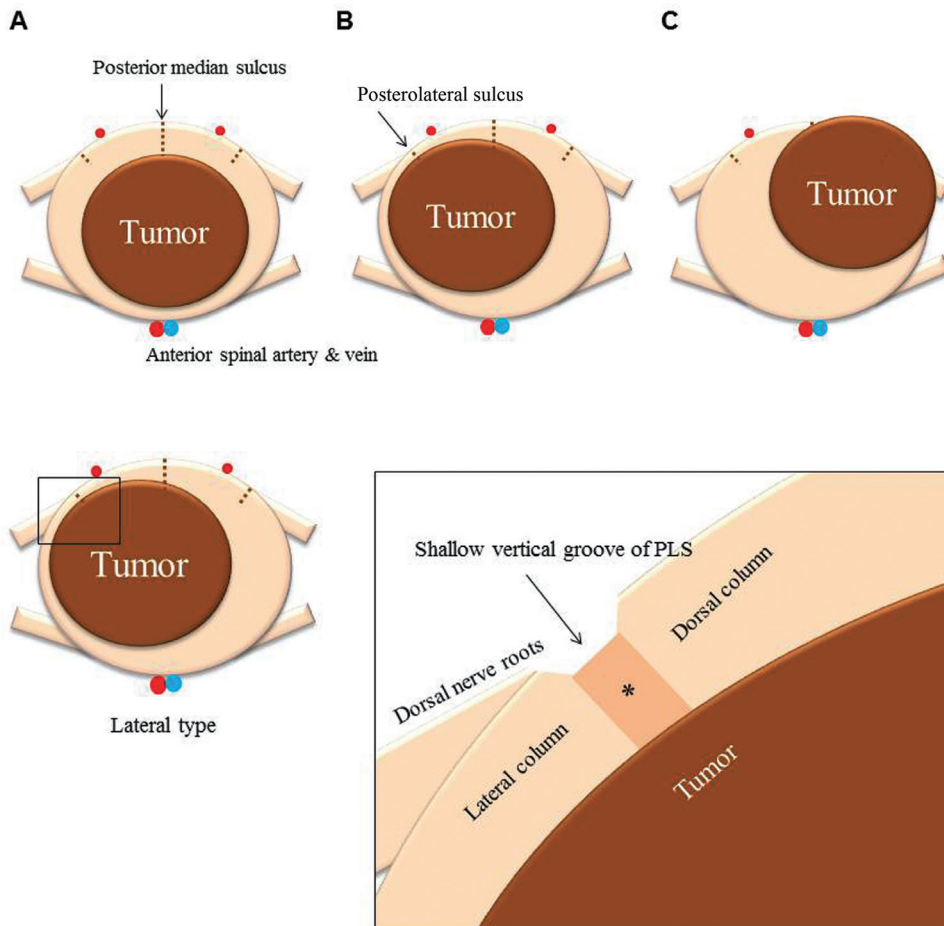 A
B
C
Posterior median sulcus
Posterolateral sulcus
Tumor
Tumor
Tumor
Anterior spinal artery & vein
Tumor
Lateral type
Shallow vertical groove of PLS
Dorsal column
Dorsal nerve roots
*
Lateral column
Tumor